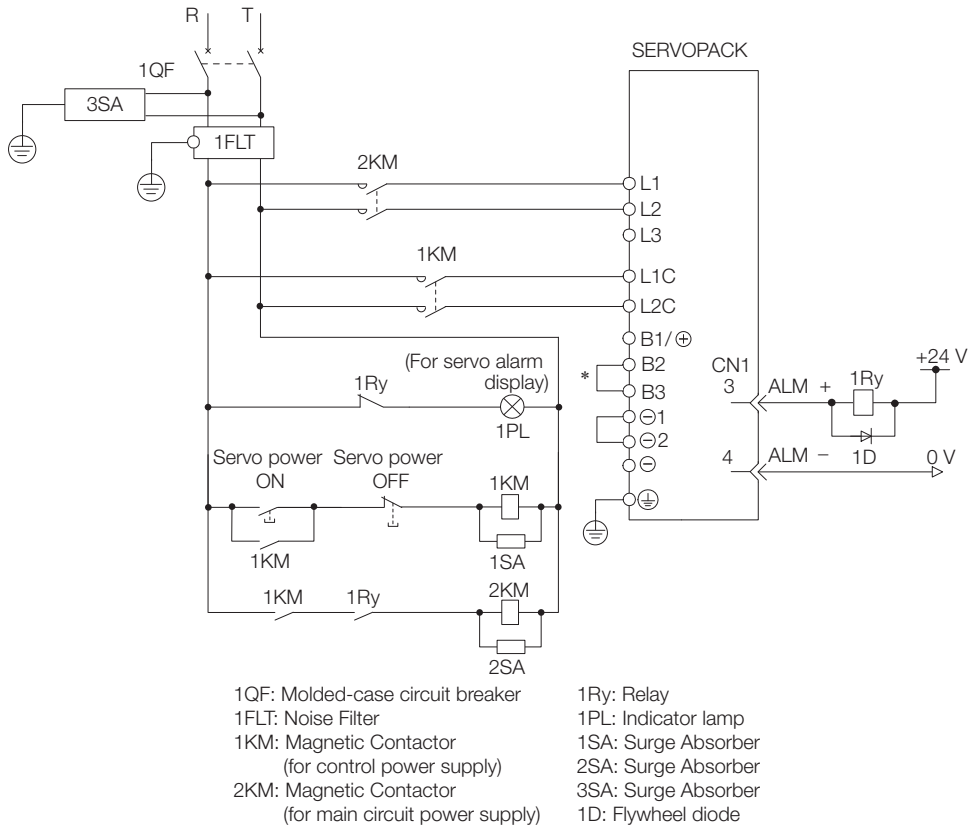 R T
SERVOPACK
1QF
3SA
1FLT
2KM
L1
L2
L3
1KM
L1C
L2C
B1/⊕
(For servo alarm
display)
B2
*
B3
CN1
+24 V
1Ry
1PL
3 ALM + 1Ry
⊖1
⊖2
1D
Servo power
ON
Servo power
OFF
⊖
4 ALM − 0 V
1KM
1KM
1SA
1KM 1Ry 2KM
2SA
1QF: Molded-case circuit breaker
1FLT: Noise Filter
1KM: Magnetic Contactor
(for control power supply)
2KM: Magnetic Contactor
(for main circuit power supply)
1Ry: Relay
1PL: Indicator lamp
1SA: Surge Absorber
2SA: Surge Absorber
3SA: Surge Absorber
1D: Flywheel diode